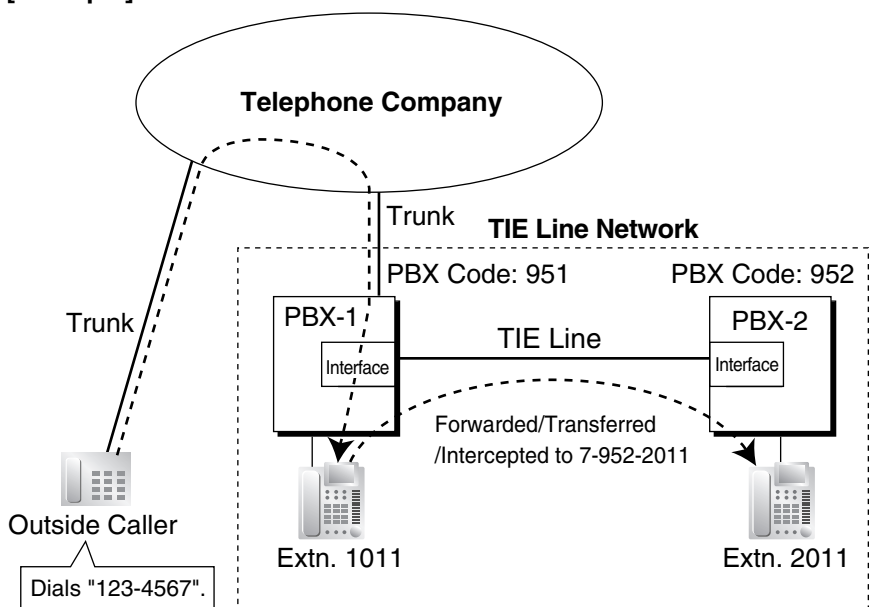 Telephone Company
Trunk
TIE Line Network
PBX Code: 951
PBX Code: 952
Trunk
PBX-1
TIE Line
PBX-2
Interface
Interface
Forwarded/Transferred
/Intercepted to 7-952-2011
Outside Caller
Extn. 1011
Extn. 2011
Dials "123-4567".